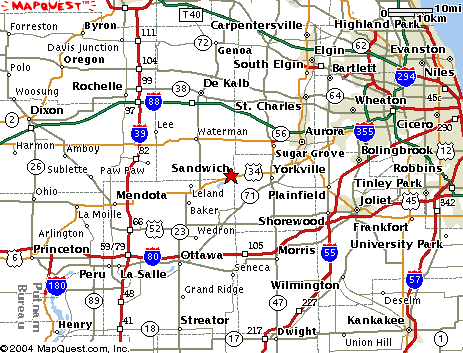 MAPQUEST
10mi
10km
T40
Carpentersville
Highland Park
Forreston
Byron
111
72
Evanston
Davis Junction
Genoa
Elgin
Oregon
104
South Elgin
Bartlett
Niles
Polo
99
294
Rochelle
38
De Kalb
64
Woosung
Wheaton
45
Dixon
97
88
St. Charles
2
39
Lee
Waterman
56
Aurora
355
Cicero
290
Harmon
Amboy
Sugar Grove
Bolingbrook
12
26
Sublette
82
Paw Paw
Sandwich
34
Yorkville
Robbins
Ohio
Mendota
Leland
71
Plainfield
Tinley Park
Joliet
45
La Moille
Baker
342
Shorewood
Arlington
66
52
23
Wedron
Frankfort
Princeton
59/79
105
University Park
6
80
Ottawa
Morris
55
180
Peru
La Salle
Seneca
57
Wilmington
Putnam
Bureau
89
48
Grand Ridge
47
Deselm
Henry
41
Streator
227
Kankakee
18
17
217
Dwight
Union Hill
1
© 2004 MapQuest.com, Inc.